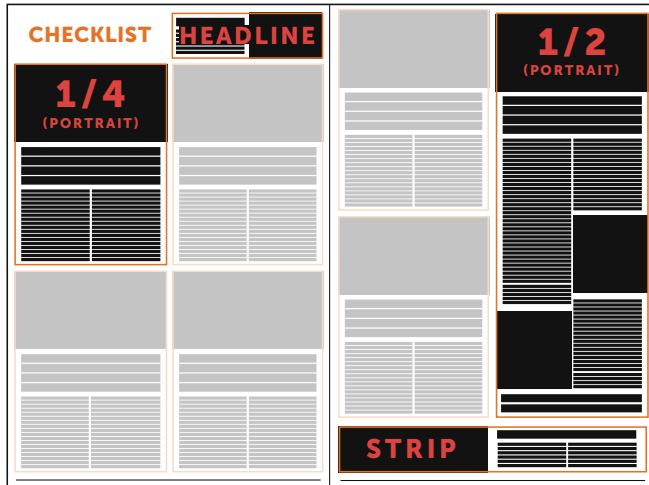 CHECKLIST
HEADLINE
1/4
(PORTRAIT)
1/2
(PORTRAIT)
STRIP